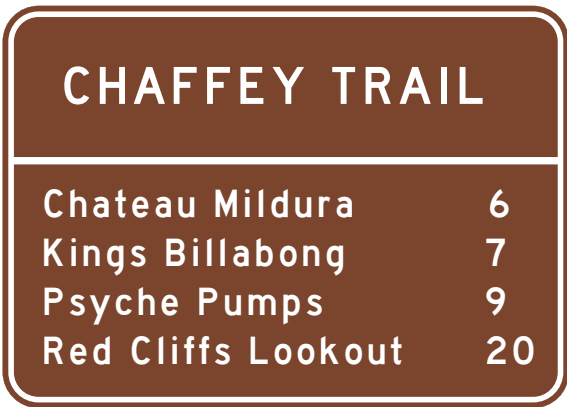 CHAFFEY TRAIL
Chateau Mildura 6
Kings Billabong 7
Psyche Pumps 9
Red Cliffs Lookout 20